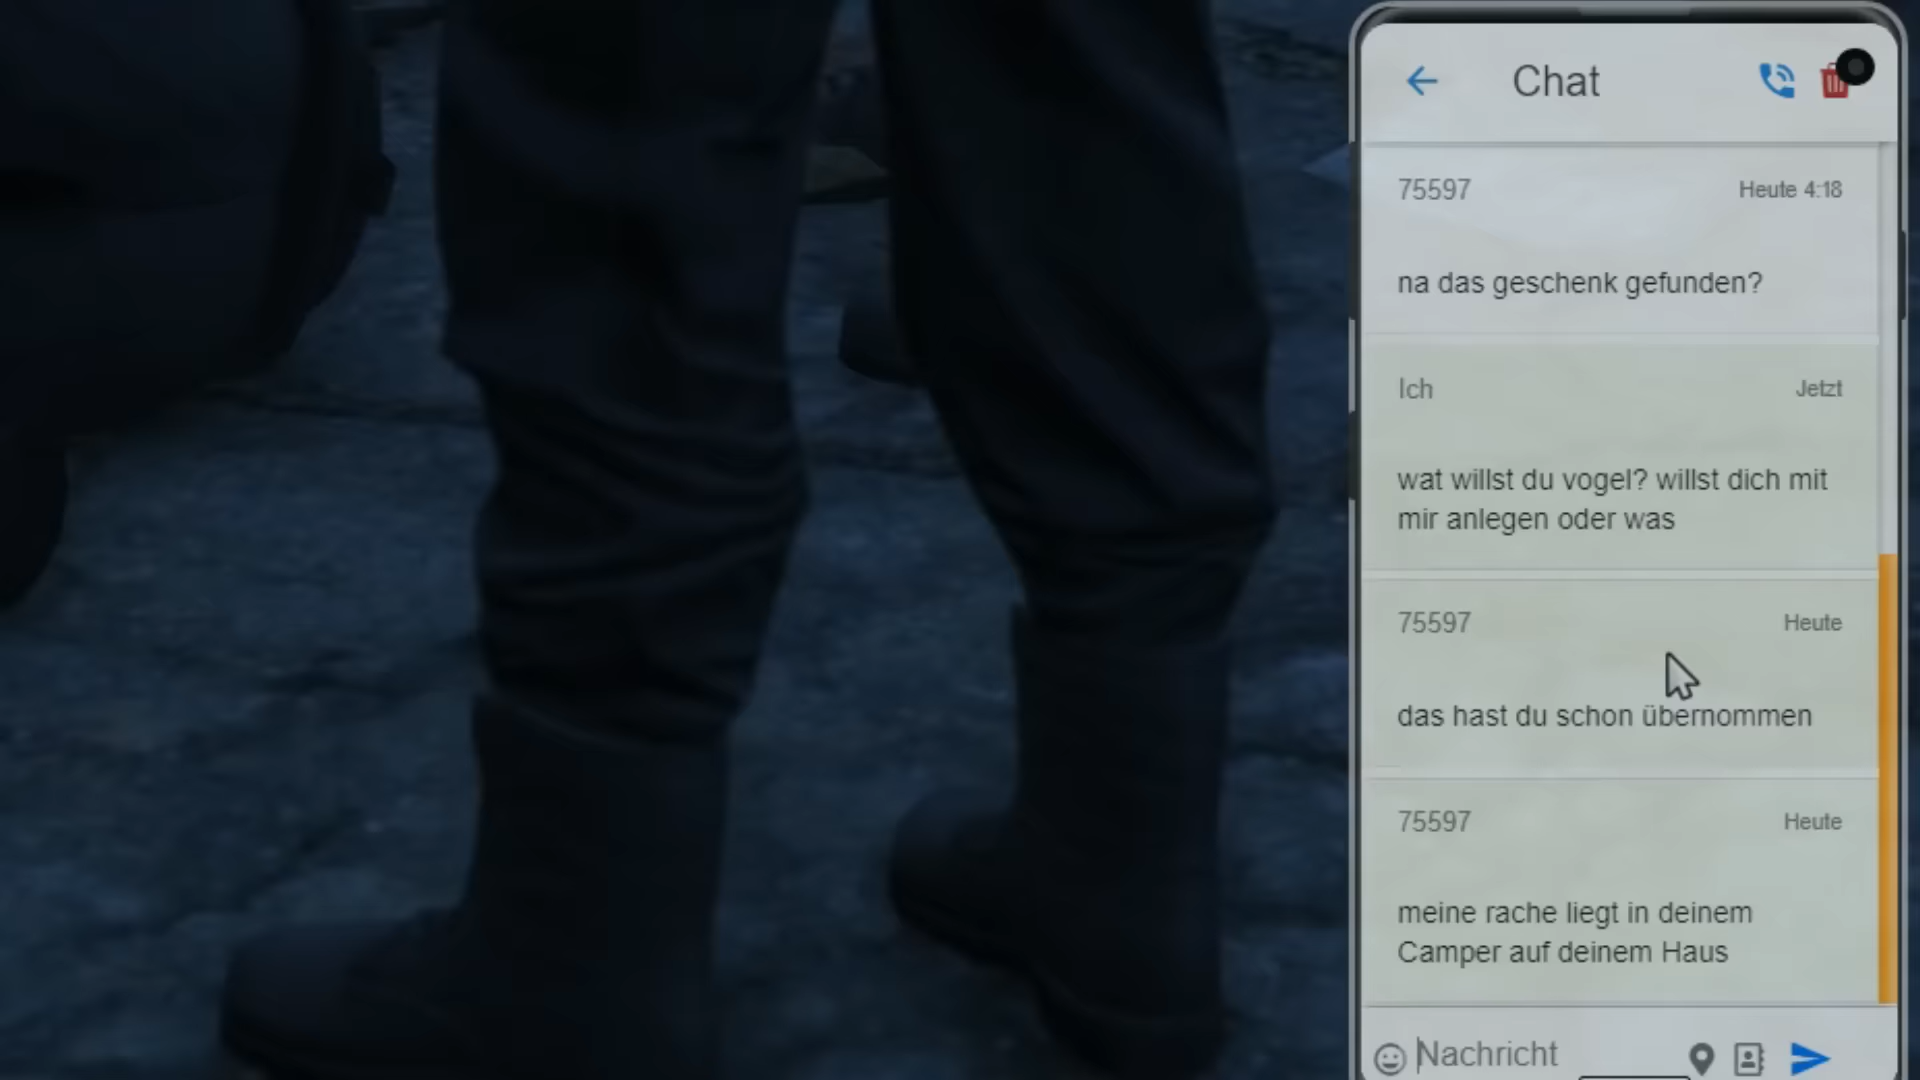 Chat
75597 Heute 4:18
na das geschenk gefunden?
Ich Jetzt
wat willst du vogel? willst dich mit
mir anlegen oder was
75597 Heute
das hast du schon übernommen
75597 Heute
meine rache liegt in deinem
Camper auf deinem Haus
Nachricht